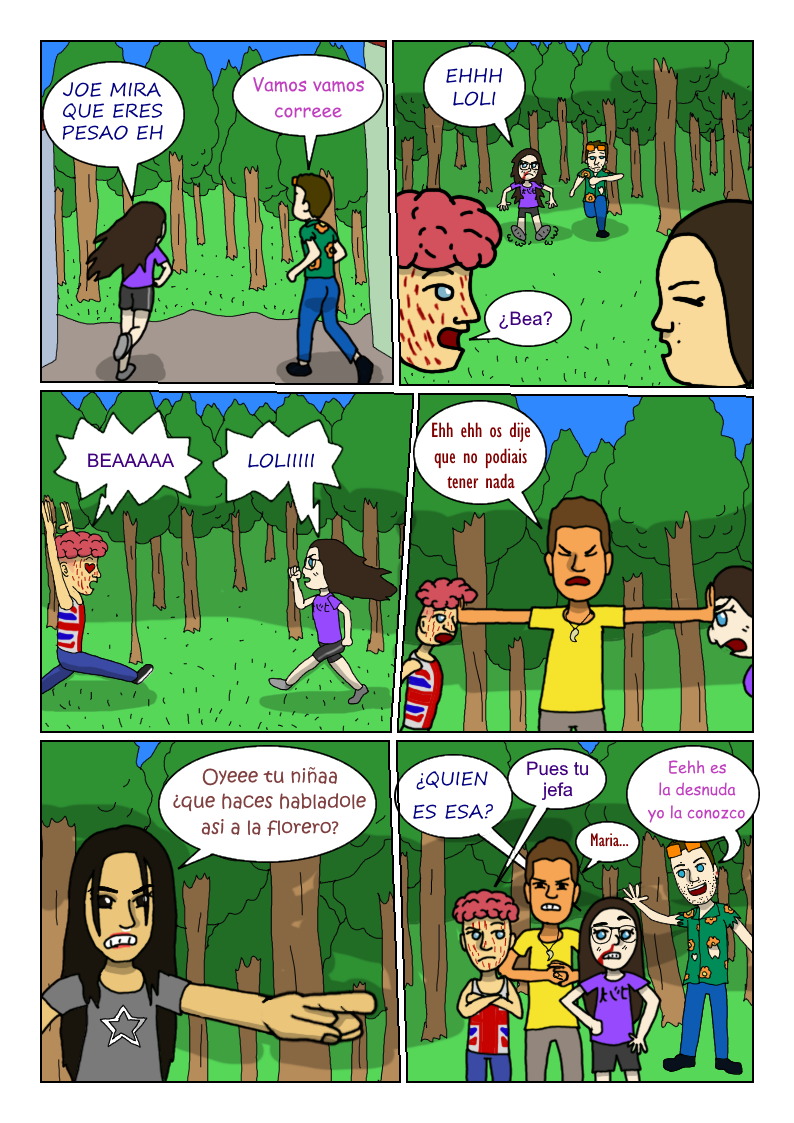 JOE MIRA
QUE ERES
PESAO EH
Vamos vamos
correee
EHHH
LOLI
¿Bea?
BEAAAAA
LOLIIIII
Ehh ehh os dije
que no podiais
tener nada
Oyeee tu niñaa
¿que haces habladole
asi a la florero?
¿QUIEN
ES ESA?
Pues tu
jefa
Maria...
Eehh es
la desnuda
yo la conozco